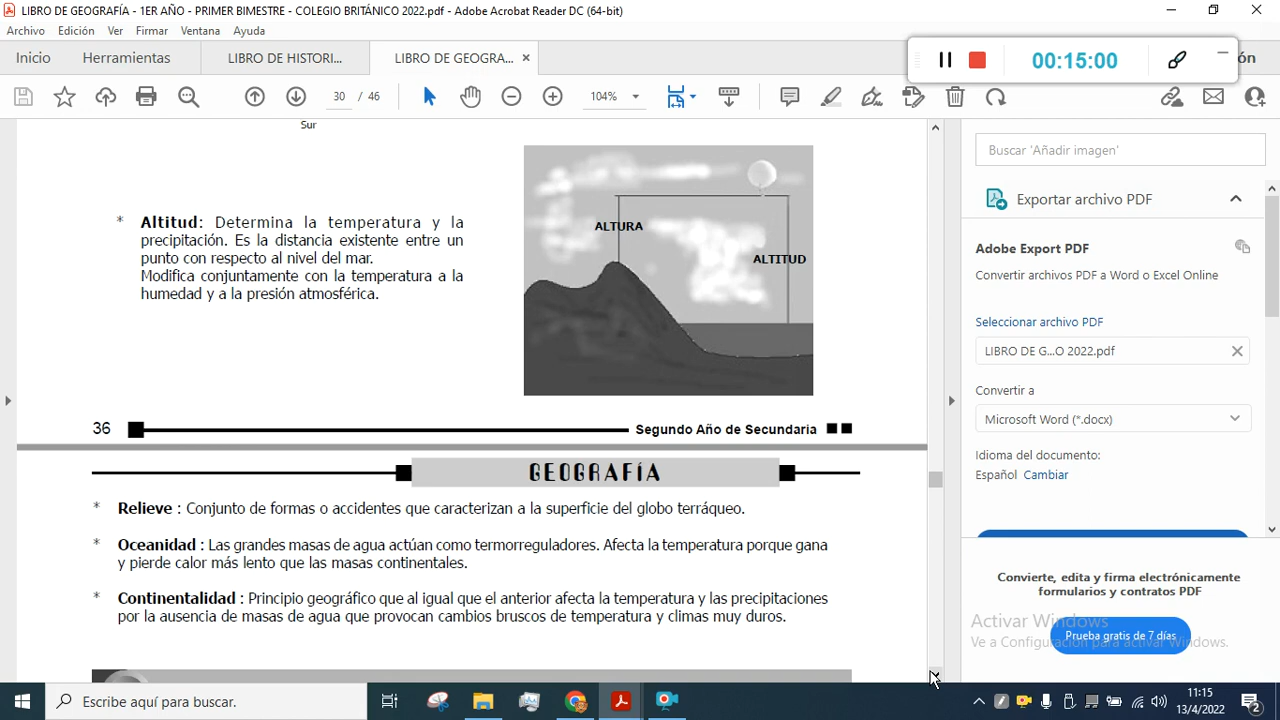 LIBRO DE GEOGRAFÍA - 1ER AÑO - PRIMER BIMESTRE - COLEGIO BRITÁNICO 2022.pdf - Adobe Acrobat Reader DC (64-bit)
Archivo Edición Ver Firmar Ventana Ayuda
Inicio Herramientas LIBRO DE HISTORI... LIBRO DE GEOGRA... ×
00:15:00
ón
30 / 46 104%
Sur
* Altitud: Determina la temperatura y la
precipitación. Es la distancia existente entre un
punto con respecto al nivel del mar.
Modifica conjuntamente con la temperatura a la
humedad y a la presión atmosférica.
ALTURA
ALTITUD
36 Segundo Año de Secundaria
GEOGRAFÍA
* Relieve : Conjunto de formas o accidentes que caracterizan a la superficie del globo terráqueo.
* Oceanidad : Las grandes masas de agua actúan como termorreguladores. Afecta la temperatura porque gana
y pierde calor más lento que las masas continentales.
* Continentalidad : Principio geográfico que al igual que el anterior afecta la temperatura y las precipitaciones
por la ausencia de masas de agua que provocan cambios bruscos de temperatura y climas muy duros.
Buscar 'Añadir imagen'
Exportar archivo PDF
Adobe Export PDF
Convertir archivos PDF a Word o Excel Online
Seleccionar archivo PDF
LIBRO DE G...O 2022.pdf
Convertir a
Microsoft Word (*.docx)
Idioma del documento:
Español Cambiar
Convierte, edita y firma electrónicamente
formularios y contratos PDF
Prueba gratis de 7 días
Activar Windows
Ve a Configuración para activar Windows.
Escribe aquí para buscar.
11:15
13/4/2022
2